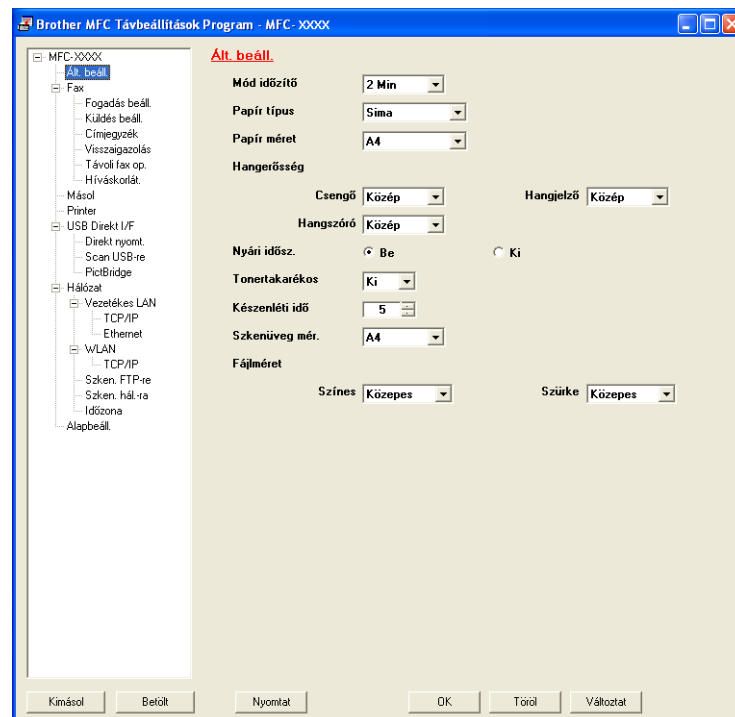 Brother MFC Távbeállítások Program - MFC- XXXX
MFC-XXXX
Ált. beáll.
Fax
Fogadás beáll.
Küldés beáll.
Címjegyzék
Visszaigazolás
Távoli fax op.
Híváskorlát.
Másol
Printer
USB Direkt I/F
Direkt nyomt.
Scan USB-re
PictBridge
Hálózat
Vezetékes LAN
TCP/IP
Ethernet
WLAN
TCP/IP
Szken. FTP-re
Szken. hál.-ra
Időzona
Alapbeáll.
Ált. beáll.
Mód időzítő 2 Min
Papír típus Sima
Papír méret A4
Hangerősség
Csengő Közép Hangjelző Közép
Hangszóró Közép
Nyári idősz. Be Ki
Tonertakarékos Ki
Készenléti idő 5
Szkenüveg mér. A4
Fájlméret
Színes Közepes Szürke Közepes
Kimásol Betölt Nyomtat OK Töröl Változtat